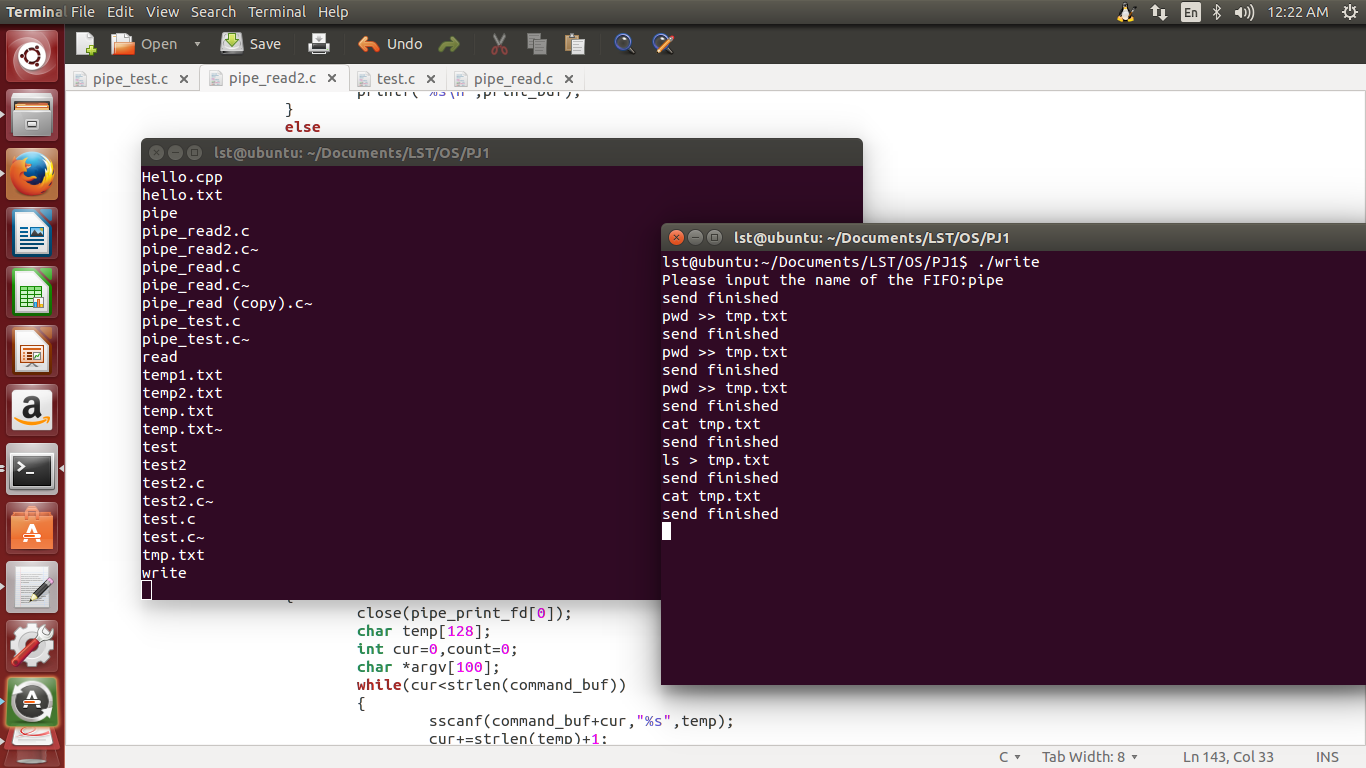 Terminal File Edit View Search Terminal Help En 12:22 AM
Open Save Undo
pipe_test.c × pipe_read2.c × test.c × pipe_read.c ×
printf("%s\n",print_buf);
}
else
lst@ubuntu: ~/Documents/LST/OS/PJ1
Hello.cpp
hello.txt
pipe
pipe_read2.c
pipe_read2.c~
pipe_read.c
pipe_read.c~
pipe_read (copy).c~
pipe_test.c
pipe_test.c~
read
temp1.txt
temp2.txt
temp.txt
temp.txt~
test
test2
test2.c
test2.c~
test.c
test.c~
tmp.txt
write
lst@ubuntu: ~/Documents/LST/OS/PJ1
lst@ubuntu:~/Documents/LST/OS/PJ1$ ./write
Please input the name of the FIFO:pipe
send finished
pwd >> tmp.txt
send finished
pwd >> tmp.txt
send finished
pwd >> tmp.txt
send finished
cat tmp.txt
send finished
ls > tmp.txt
send finished
cat tmp.txt
send finished
{
close(pipe_print_fd[0]);
char temp[128];
int cur=0,count=0;
char *argv[100];
while(cur<strlen(command_buf))
{
sscanf(command_buf+cur,"%s",temp);
cur+=strlen(temp)+1;
C Tab Width: 8 Ln 143, Col 33 INS